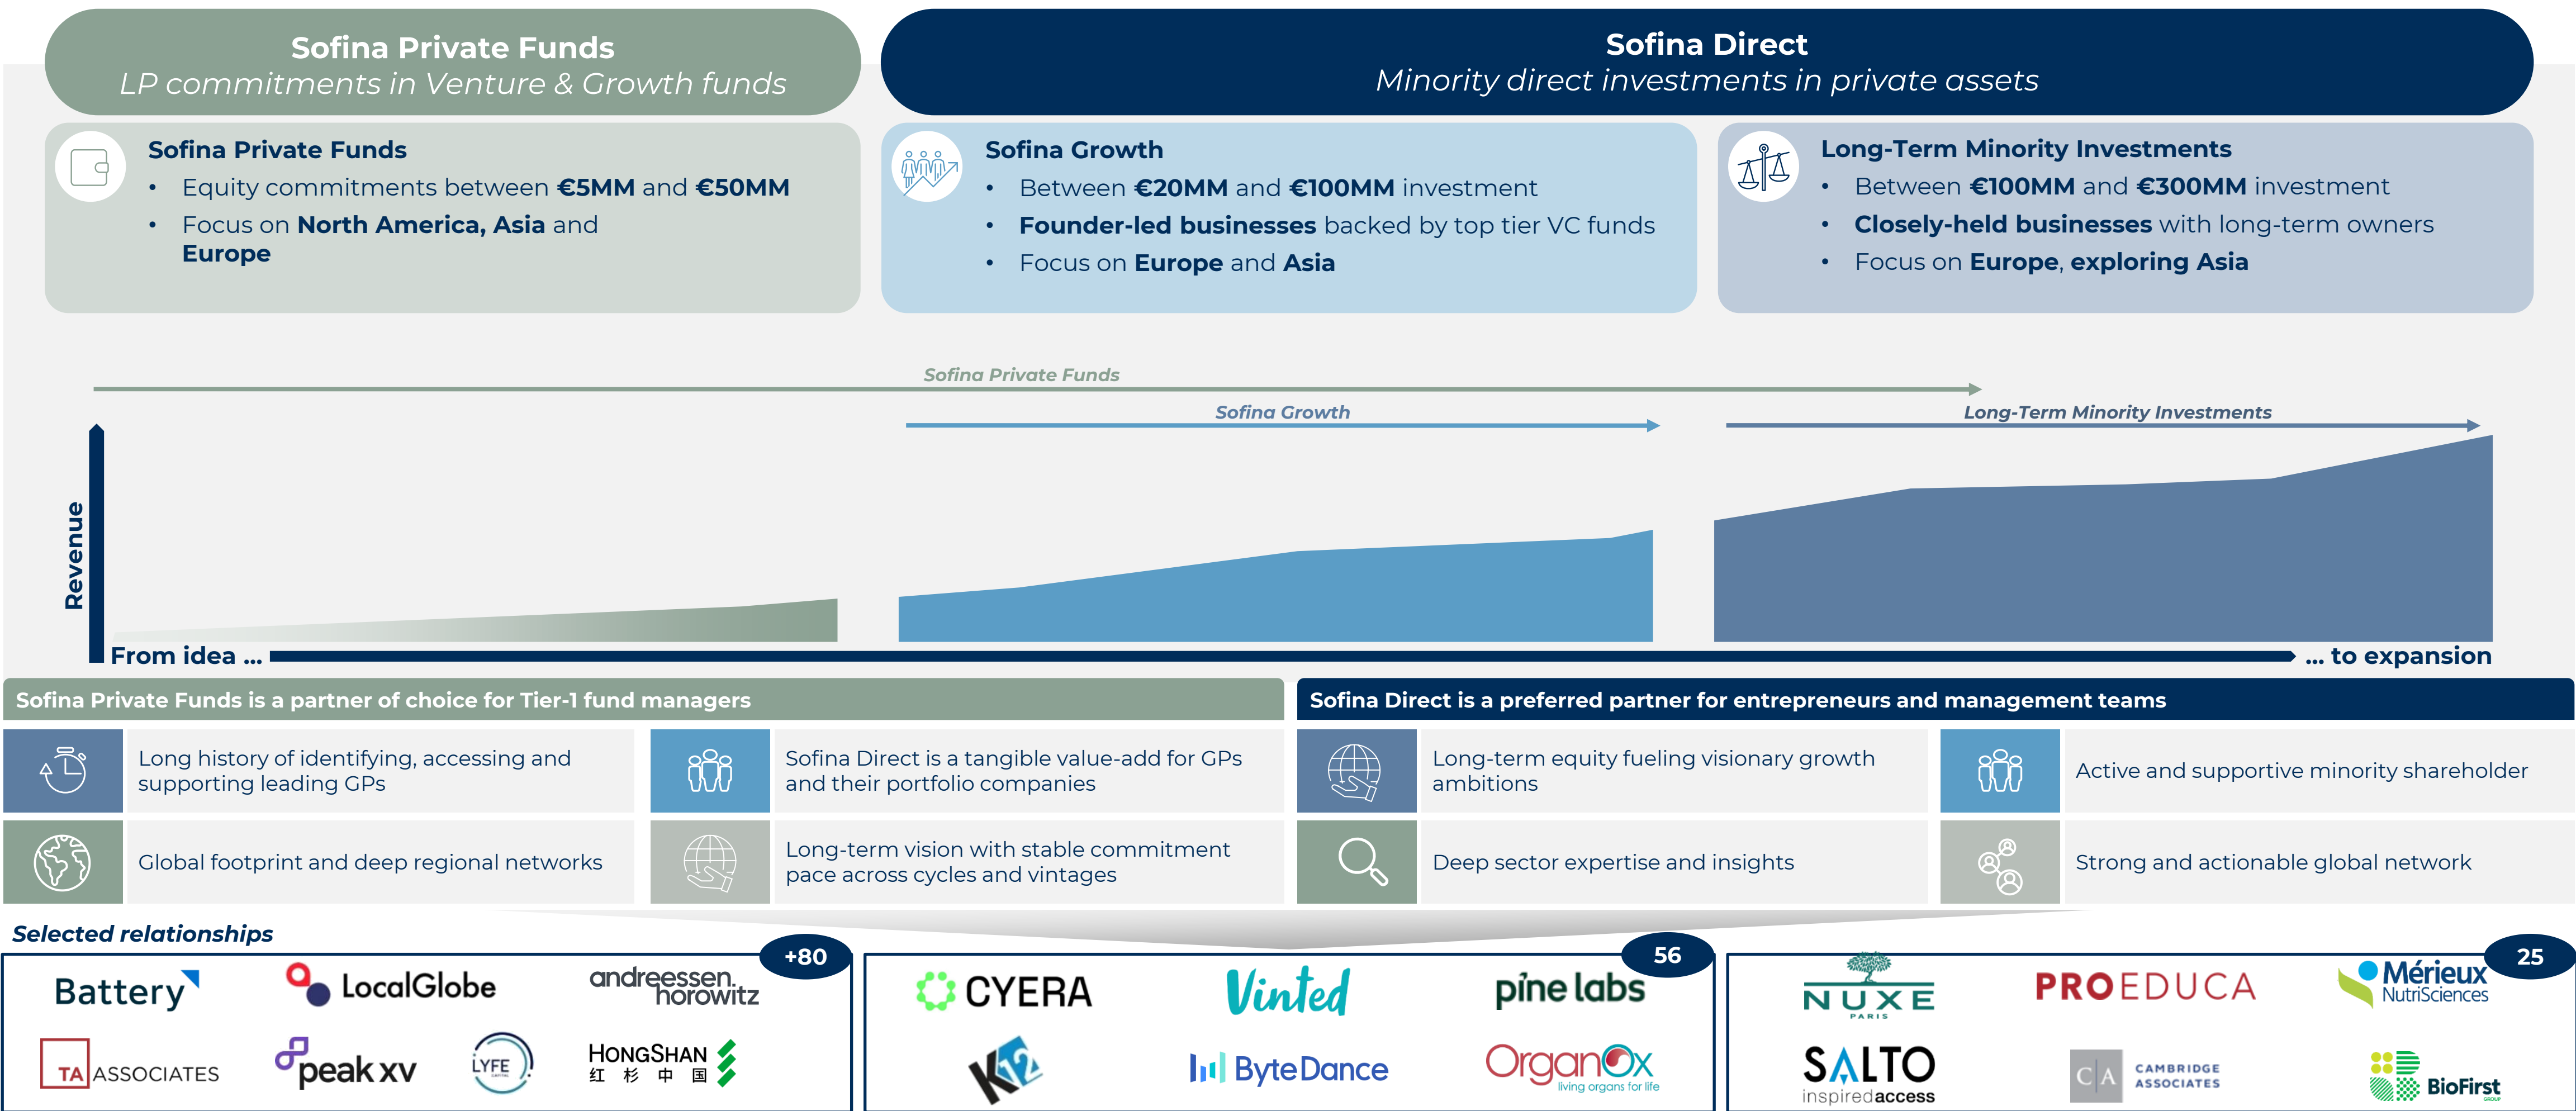 Sofina Private Funds
LP commitments in Venture & Growth funds
Sofina Direct
Minority direct investments in private assets
Sofina Private Funds
• Equity commitments between €5MM and €50MM
• Focus on North America, Asia and
Europe
Sofina Growth
• Between €20MM and €100MM investment
• Founder-led businesses backed by top tier VC funds
• Focus on Europe and Asia
Long-Term Minority Investments
• Between €100MM and €300MM investment
• Closely-held businesses with long-term owners
• Focus on Europe, exploring Asia
Sofina Private Funds
Sofina Growth
Long-Term Minority Investments
Revenue
From idea ...
... to expansion
Sofina Private Funds is a partner of choice for Tier-1 fund managers
Long history of identifying, accessing and
supporting leading GPs
Sofina Direct is a tangible value-add for GPs
and their portfolio companies
Global footprint and deep regional networks
Long-term vision with stable commitment
pace across cycles and vintages
Sofina Direct is a preferred partner for entrepreneurs and management teams
Long-term equity fueling visionary growth
ambitions
Active and supportive minority shareholder
Deep sector expertise and insights
Strong and actionable global network
Selected relationships
+80
Battery
LocalGlobe
andreessen.
horowitz
TA ASSOCIATES
peak xv
LYFE
CAPITAL
HONGSHAN
红杉中国
56
CYERA
Vinted
pine labs
K12
ByteDance
OrganOx
living organs for life
25
NUXE
PARIS
PROEDUCA
Mérieux
NutriSciences
SALTO
inspiredaccess
C|A
CAMBRIDGE
ASSOCIATES
BioFirst
GROUP